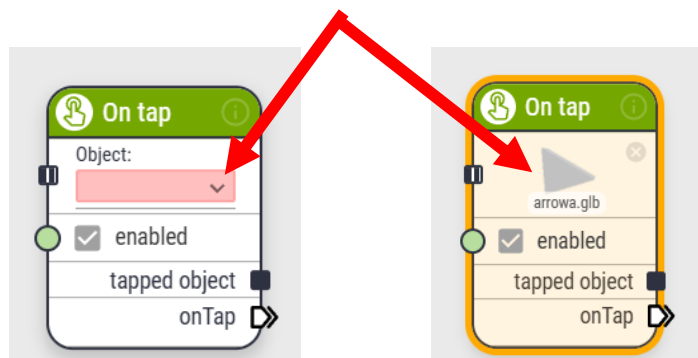 On tap
Object:
enabled
tapped object
onTap
On tap
arrowa.glb
enabled
tapped object
onTap